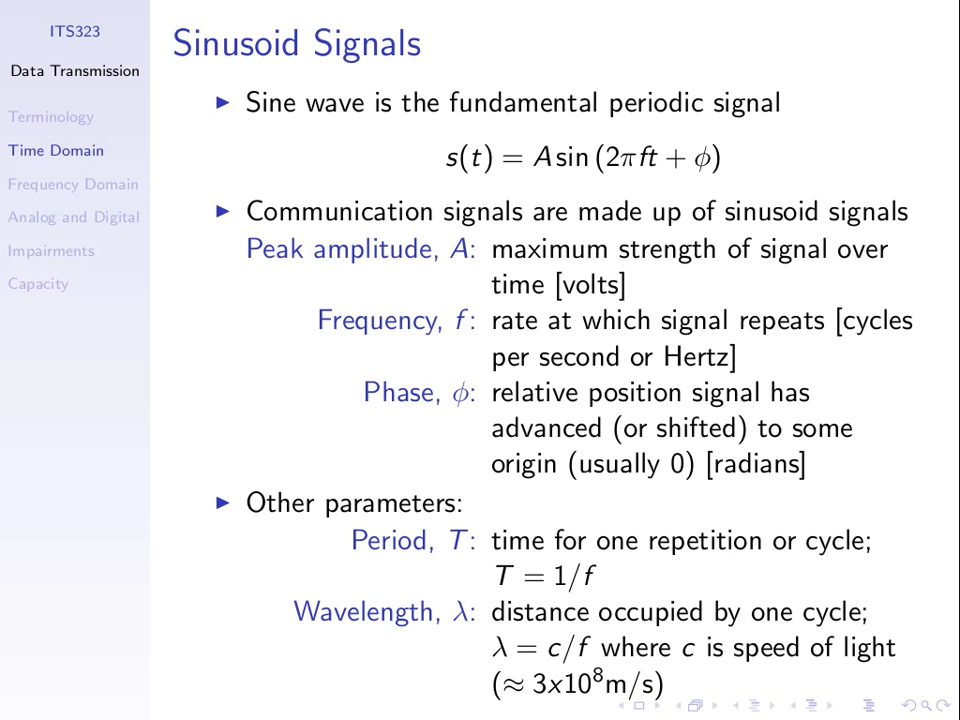 ITS323
Data Transmission
Terminology
Time Domain
Frequency Domain
Analog and Digital
Impairments
Capacity
Sinusoid Signals
▶ Sine wave is the fundamental periodic signal
s(t) = A sin (2πft + ϕ)
▶ Communication signals are made up of sinusoid signals
Peak amplitude, A: maximum strength of signal over
time [volts]
Frequency, f: rate at which signal repeats [cycles
per second or Hertz]
Phase, ϕ: relative position signal has
advanced (or shifted) to some
origin (usually 0) [radians]
▶ Other parameters:
Period, T: time for one repetition or cycle;
T = 1/f
Wavelength, λ: distance occupied by one cycle;
λ = c/f where c is speed of light
(≈ 3x10⁸m/s)